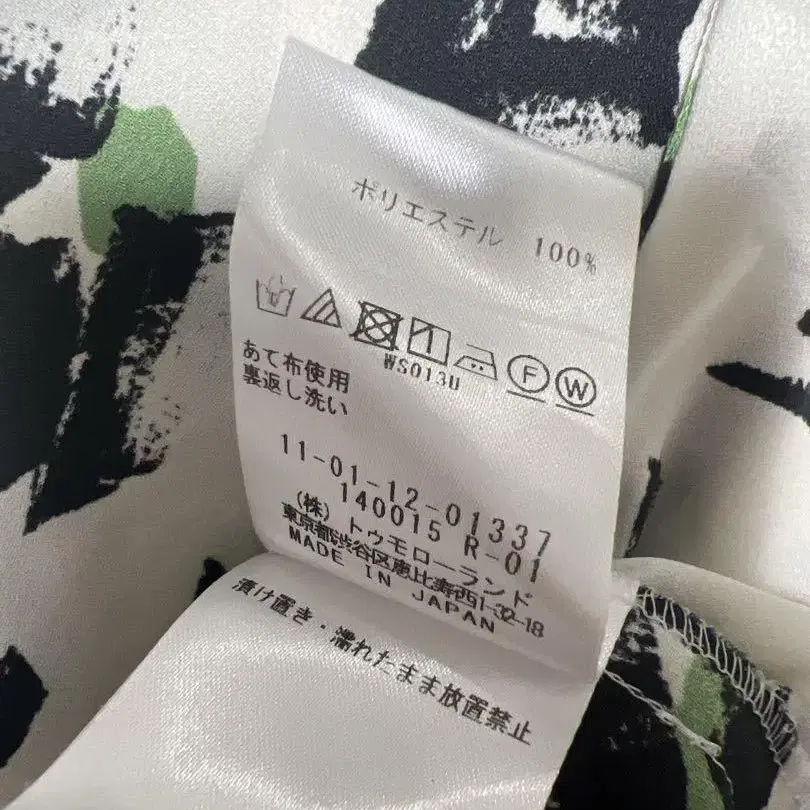 ポリエステル 100%
F W
WS013U
あて布使用
裏返し洗い
11-01-12-01337
140015 R-01
(株) トゥモローランド
東京都渋谷区恵比寿西1-32-18
MADE IN JAPAN
漬け置き・濡れたまま放置禁止